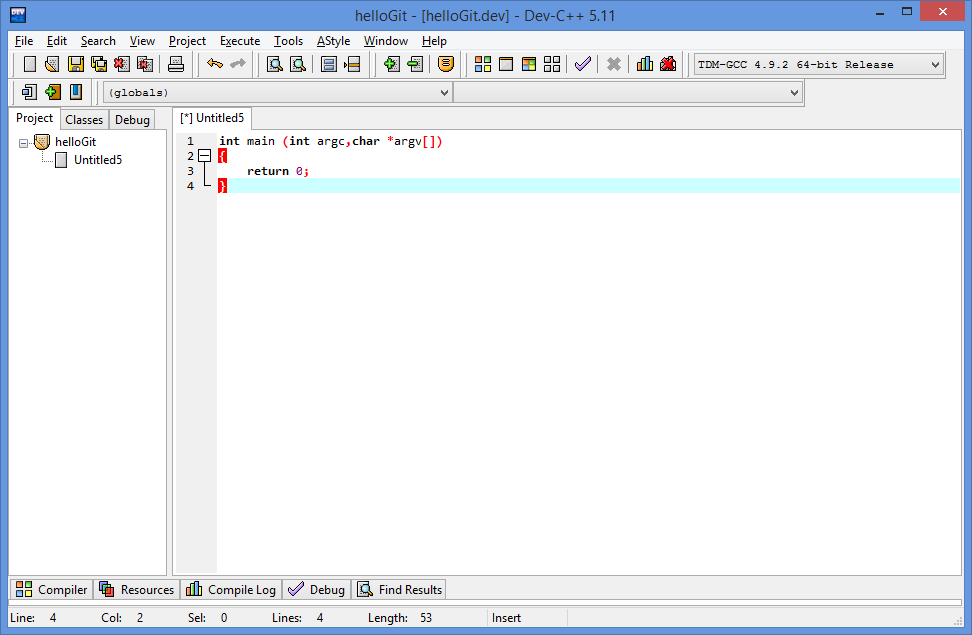 helloGit - [helloGit.dev] - Dev-C++ 5.11
File Edit Search View Project Execute Tools AStyle Window Help
TDM-GCC 4.9.2 64-bit Release
(globals)
Project Classes Debug
[*] Untitled5
helloGit
Untitled5
1 int main (int argc,char *argv[])
2 {
3 return 0;
4 }
Compiler Resources Compile Log Debug Find Results
Line: 4 Col: 2 Sel: 0 Lines: 4 Length: 53 Insert